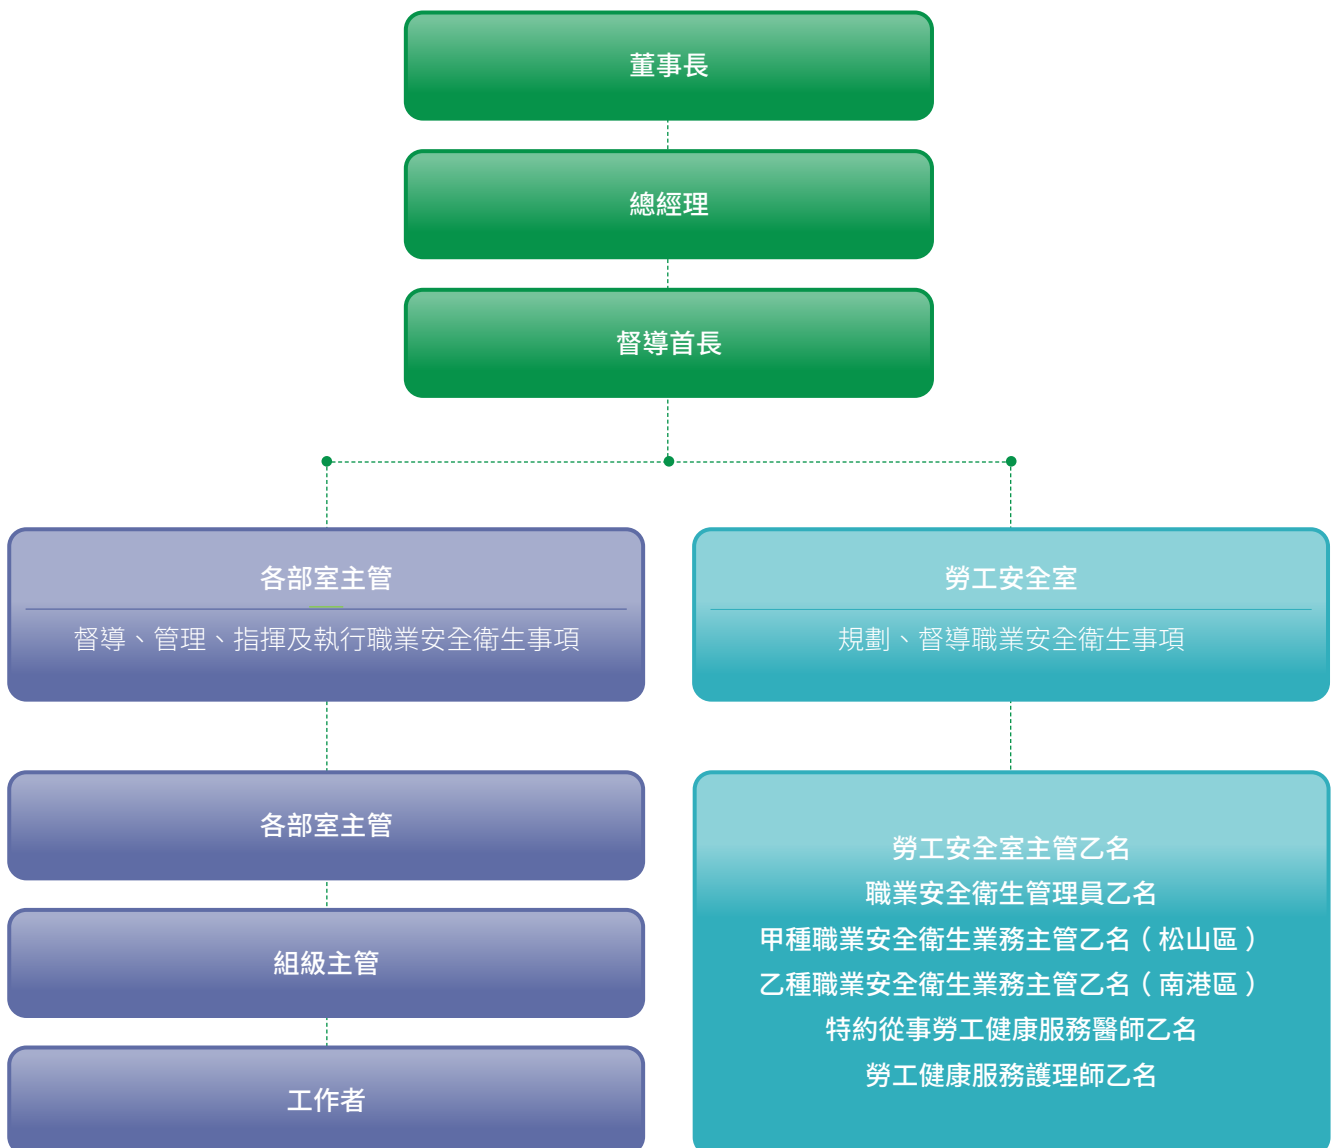 董事長
總經理
督導首長
各部室主管
督導、管理、指揮及執行職業安全衛生事項
勞工安全室
規劃、督導職業安全衛生事項
各部室主管
組級主管
工作者
勞工安全室主管乙名
職業安全衛生管理員乙名
甲種職業安全衛生業務主管乙名（松山區）
乙種職業安全衛生業務主管乙名（南港區）
特約從事勞工健康服務醫師乙名
勞工健康服務護理師乙名